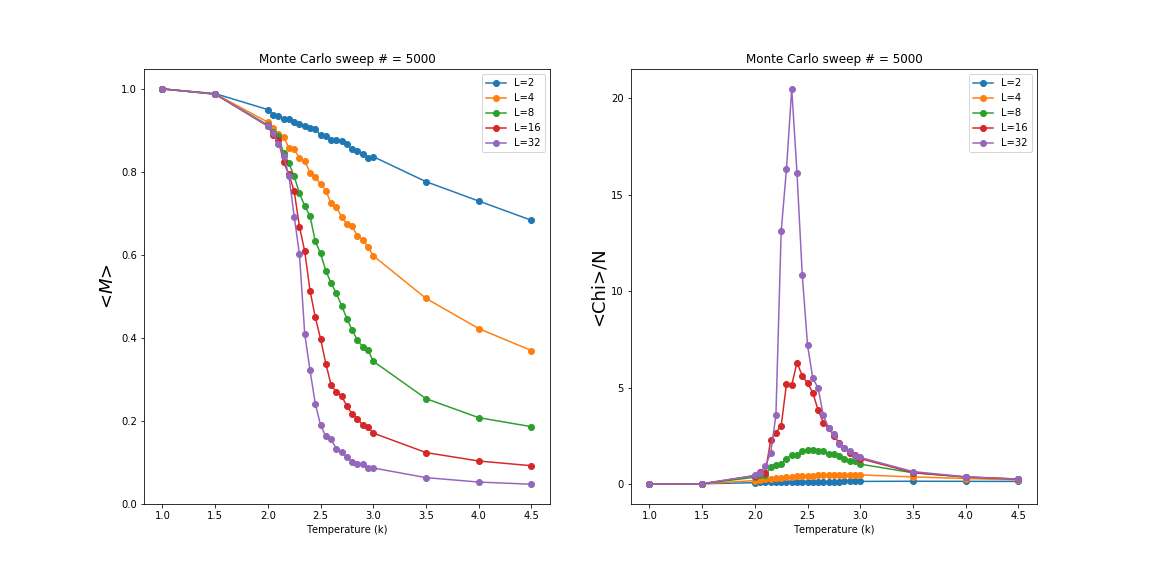 Monte Carlo sweep # = 5000
L=2
L=4
L=8
L=16
L=32
1.0
0.8
0.6
0.4
0.2
0.0
<M>
1.0 1.5 2.0 2.5 3.0 3.5 4.0 4.5
Temperature (k)
Monte Carlo sweep # = 5000
L=2
L=4
L=8
L=16
L=32
20
15
10
5
0
<Chi>/N
1.0 1.5 2.0 2.5 3.0 3.5 4.0 4.5
Temperature (k)